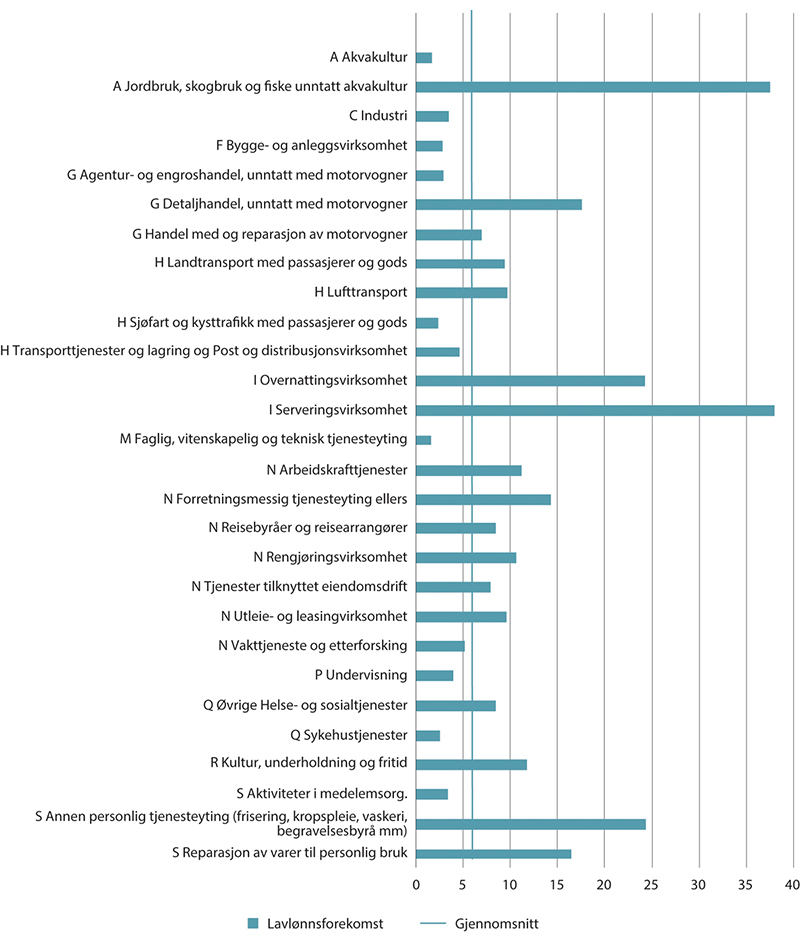 A Akvakultur
A Jordbruk, skogbruk og fiske unntatt akvakultur
C Industri
F Bygge- og anleggsvirksomhet
G Agentur- og engroshandel, unntatt med motorvogner
G Detaljhandel, unntatt med motorvogner
G Handel med og reparasjon av motorvogner
H Landtransport med passasjerer og gods
H Lufttransport
H Sjøfart og kysttrafikk med passasjerer og gods
H Transporttjenester og lagring og Post og distribusjonsvirksomhet
I Overnattingsvirksomhet
I Serveringsvirksomhet
M Faglig, vitenskapelig og teknisk tjenesteyting
N Arbeidskrafttjenester
N Forretningsmessig tjenesteyting ellers
N Reisebyråer og reisearrangører
N Rengjøringsvirksomhet
N Tjenester tilknyttet eiendomsdrift
N Utleie- og leasingvirksomhet
N Vakttjeneste og etterforsking
P Undervisning
Q Øvrige Helse- og sosialtjenester
Q Sykehustjenester
R Kultur, underholdning og fritid
S Aktiviteter i medelemsorg.
S Annen personlig tjenesteyting (frisering, kropspleie, vaskeri,
begravelsesbyrå mm)
S Reparasjon av varer til personlig bruk
0 5 10 15 20 25 30 35 40
Lavlønnsforekomst Gjennomsnitt